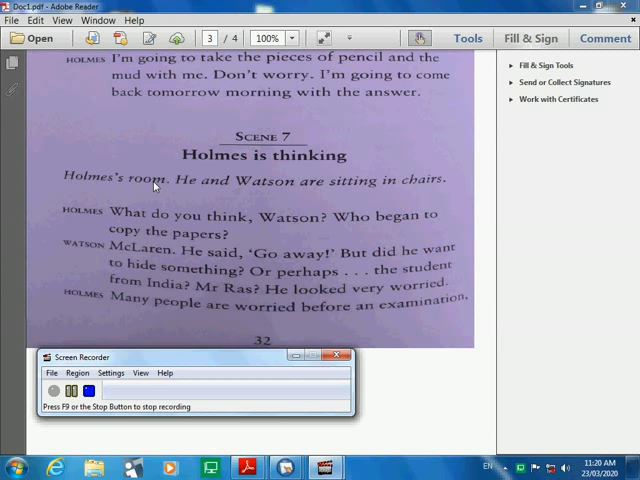 Doc1.pdf - Adobe Reader
File Edit View Window Help
Open 3 / 4 100% Tools Fill & Sign Comment
Fill & Sign Tools
Send or Collect Signatures
Work with Certificates
HOLMES I'm going to take the pieces of pencil and the
mud with me. Don't worry. I'm going to come
back tomorrow morning with the answer.
SCENE 7
Holmes is thinking
Holmes's room. He and Watson are sitting in chairs.
HOLMES What do you think, Watson? Who began to
copy the papers?
WATSON McLaren. He said, 'Go away!' But did he want
to hide something? Or perhaps . . . the student
from India? Mr Ras? He looked very worried.
HOLMES Many people are worried before an examination,
32
Screen Recorder
File Region Settings View Help
Press F9 or the Stop Button to stop recording
EN 11:20 AM
23/03/2020